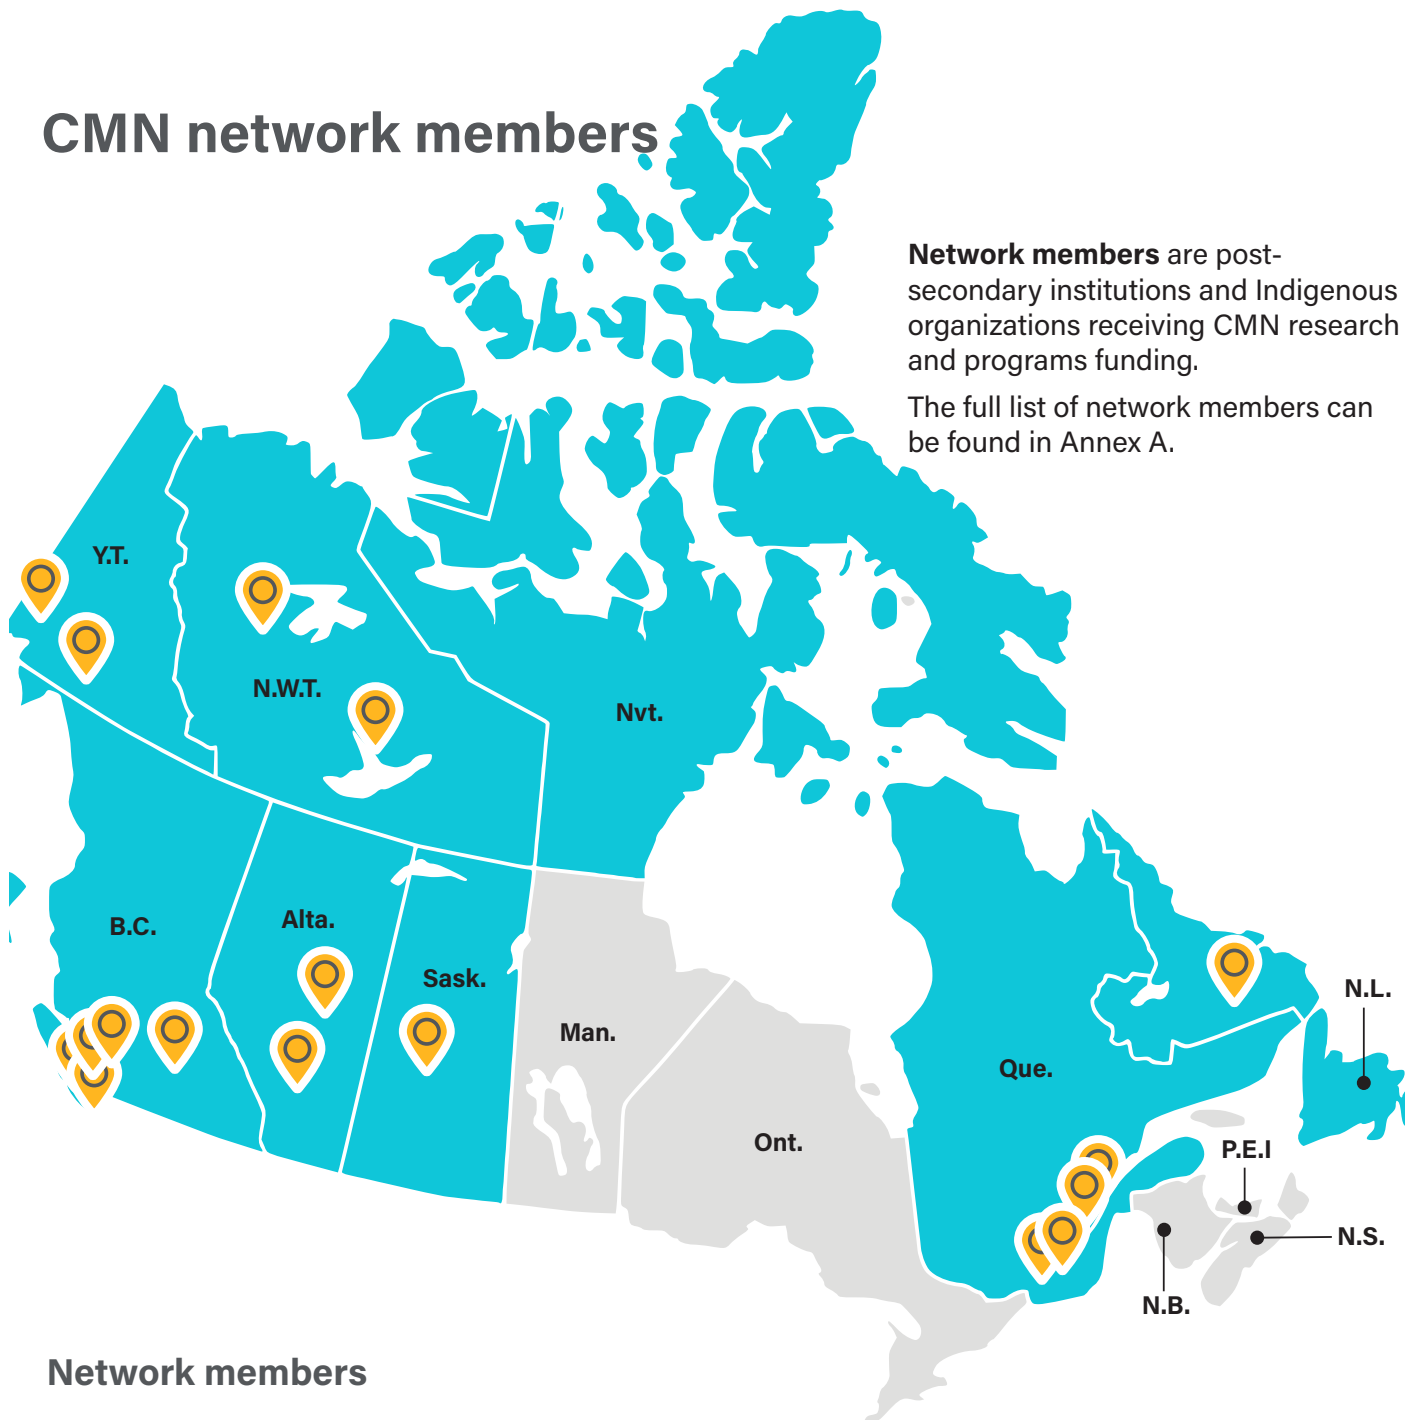 CMN network members
Network members are post-
secondary institutions and Indigenous
organizations receiving CMN research
and programs funding.
The full list of network members can
be found in Annex A.
Y.T.
N.W.T.
Nvt.
B.C.
Alta.
Sask.
Man.
Ont.
Que.
N.L.
P.E.I
N.S.
N.B.
Network members